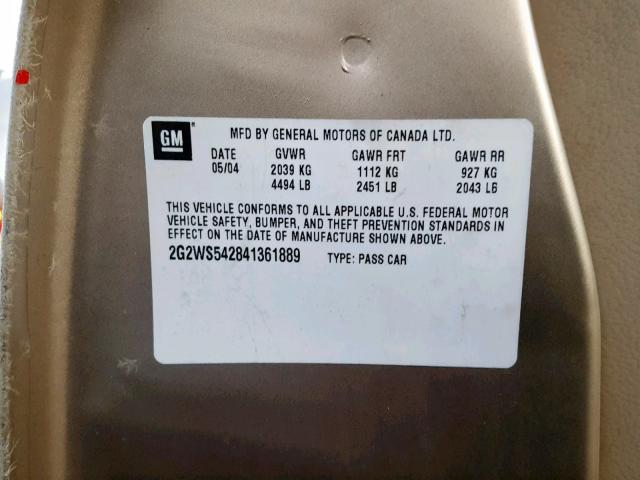 GM
MFD BY GENERAL MOTORS OF CANADA LTD.
DATE GVWR GAWR FRT GAWR RR
05/04 2039 KG 1112 KG 927 KG
4494 LB 2451 LB 2043 LB
THIS VEHICLE CONFORMS TO ALL APPLICABLE U.S. FEDERAL MOTOR
VEHICLE SAFETY, BUMPER, AND THEFT PREVENTION STANDARDS IN
EFFECT ON THE DATE OF MANUFACTURE SHOWN ABOVE.
2G2WS542841361889 TYPE: PASS CAR